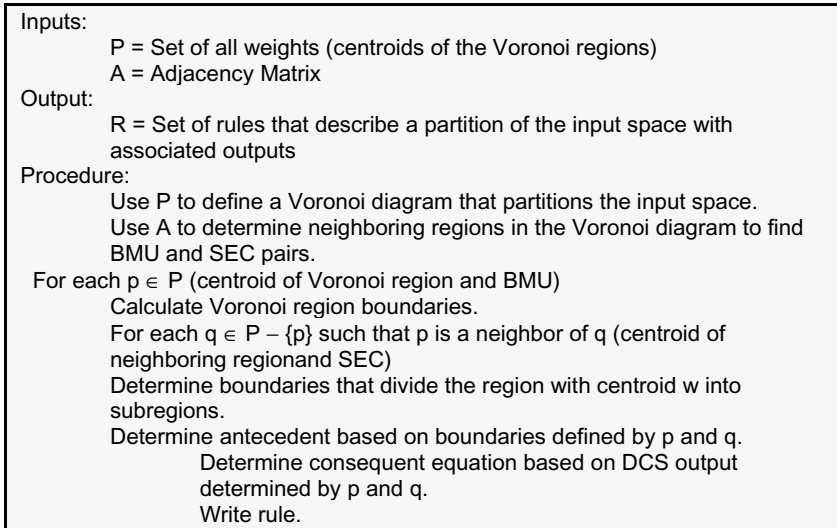 Inputs:
P = Set of all weights (centroids of the Voronoi regions)
A = Adjacency Matrix
Output:
R = Set of rules that describe a partition of the input space with
associated outputs
Procedure:
Use P to define a Voronoi diagram that partitions the input space.
Use A to determine neighboring regions in the Voronoi diagram to find
BMU and SEC pairs.
For each p ∈ P (centroid of Voronoi region and BMU)
Calculate Voronoi region boundaries.
For each q ∈ P – {p} such that p is a neighbor of q (centroid of
neighboring regionand SEC)
Determine boundaries that divide the region with centroid w into
subregions.
Determine antecedent based on boundaries defined by p and q.
Determine consequent equation based on DCS output
determined by p and q.
Write rule.